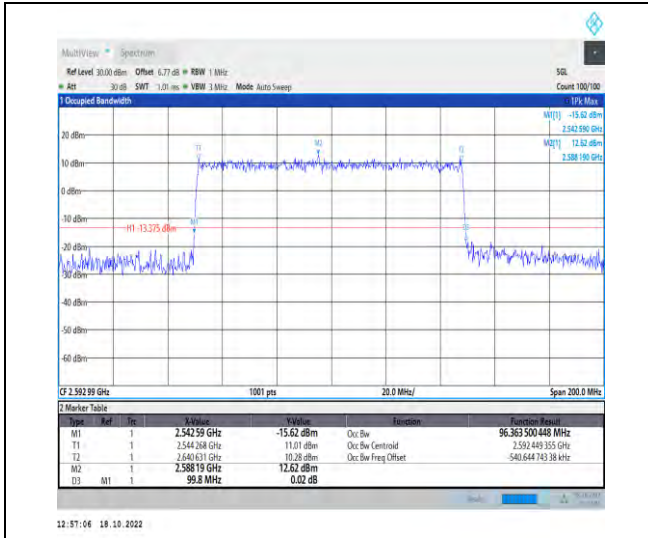 MultiView Spectrum
Ref Level 30.00 dBm Offset 6.77 dB RBW 1 MHz SGL
Att 30 dB SWT 1.01 ms VBW 3 MHz Mode Auto Sweep Count 100/100
1 Occupied Bandwidth 1Pk Max
M1[1] -15.62 dBm
2.542 590 GHz
M2[1] 12.62 dBm
2.588 190 GHz
20 dBm
T1 M2 T2
10 dBm
0 dBm
-10 dBm
M1
H1 -13.375 dBm
-20 dBm
-30 dBm
-40 dBm
-50 dBm
-60 dBm
CF 2.592 99 GHz 1001 pts 20.0 MHz/ Span 200.0 MHz
2 Marker Table
Type Ref Trc X-Value Y-Value Function Function Result
M1 1 2.542 59 GHz -15.62 dBm Occ Bw 96.363 500 448 MHz
T1 1 2.544 268 GHz 11.01 dBm Occ Bw Centroid 2.592 449 355 GHz
T2 1 2.640 631 GHz 10.28 dBm Occ Bw Freq Offset -540.644 743 38 kHz
M2 1 2.588 19 GHz 12.62 dBm
D3 M1 1 99.8 MHz 0.02 dB
12:57:06 18.10.2022